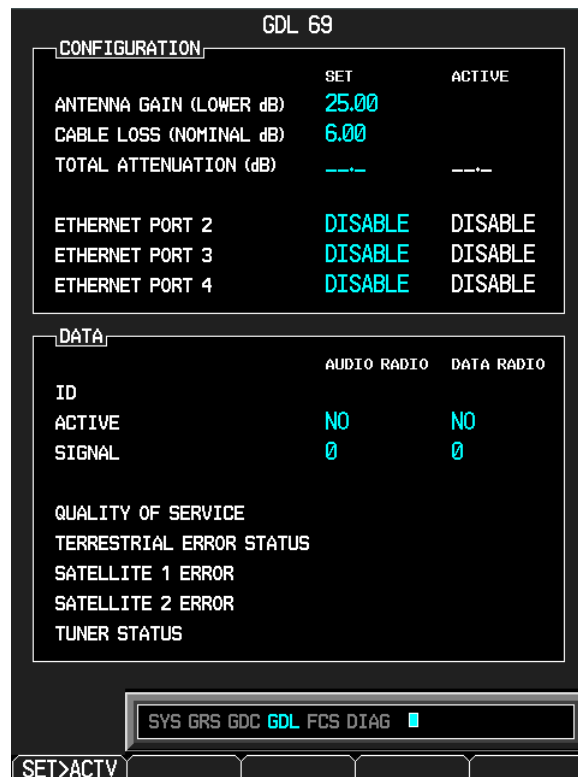 GDL 69
CONFIGURATION
SET ACTIVE
ANTENNA GAIN (LOWER dB) 25.00
CABLE LOSS (NOMINAL dB) 6.00
TOTAL ATTENUATION (dB) __._ __._
ETHERNET PORT 2 DISABLE DISABLE
ETHERNET PORT 3 DISABLE DISABLE
ETHERNET PORT 4 DISABLE DISABLE
DATA
AUDIO RADIO DATA RADIO
ID
ACTIVE NO NO
SIGNAL 0 0
QUALITY OF SERVICE
TERRESTRIAL ERROR STATUS
SATELLITE 1 ERROR
SATELLITE 2 ERROR
TUNER STATUS
SYS GRS GDC GDL FCS DIAG
SET>ACTV